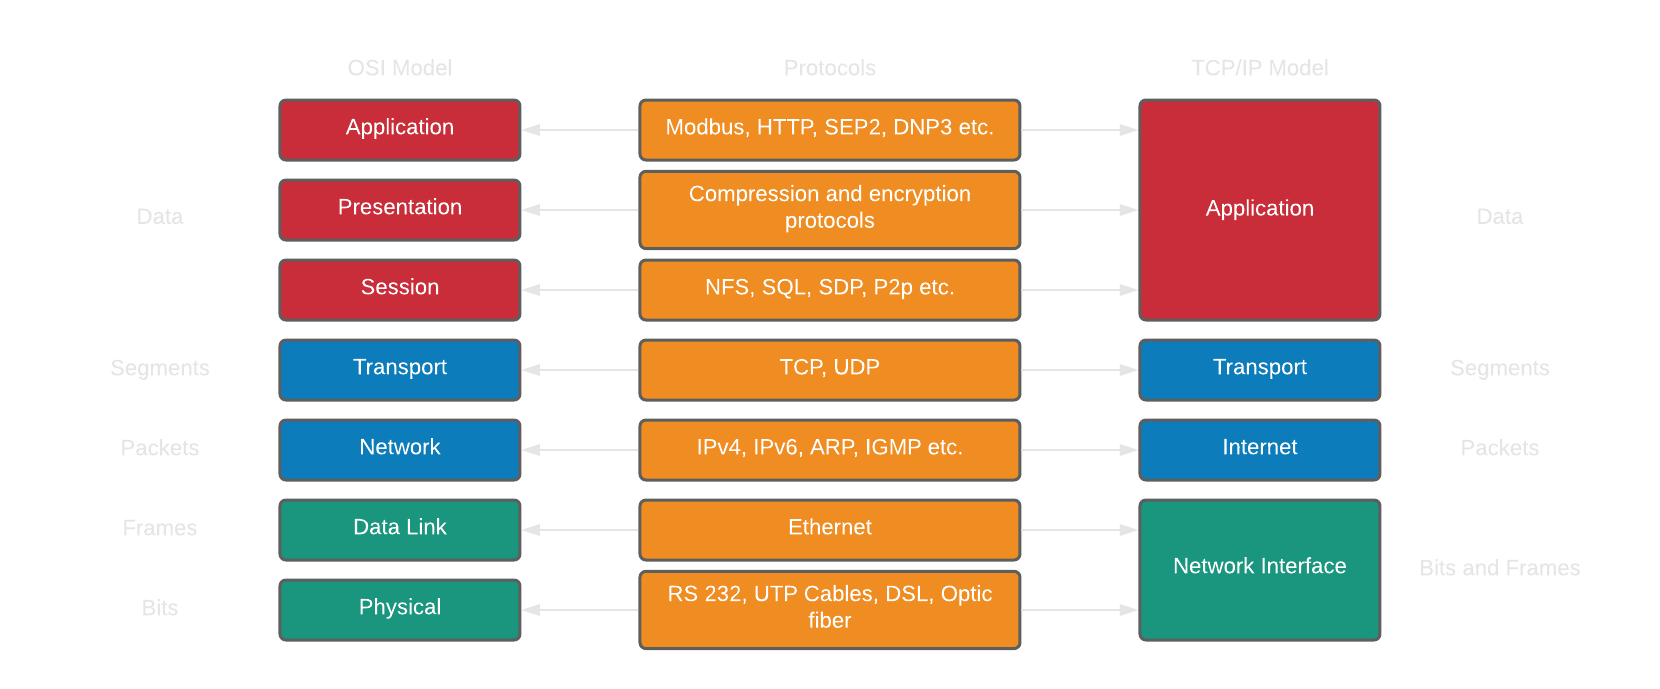 OSI Model
Protocols
TCP/IP Model
Application
Modbus, HTTP, SEP2, DNP3 etc.
Application
Data
Presentation
Compression and encryption
protocols
Data
Session
NFS, SQL, SDP, P2p etc.
Segments
Transport
TCP, UDP
Transport
Segments
Packets
Network
IPv4, IPv6, ARP, IGMP etc.
Internet
Packets
Frames
Data Link
Ethernet
Network Interface
Bits and Frames
Bits
Physical
RS 232, UTP Cables, DSL, Optic
fiber